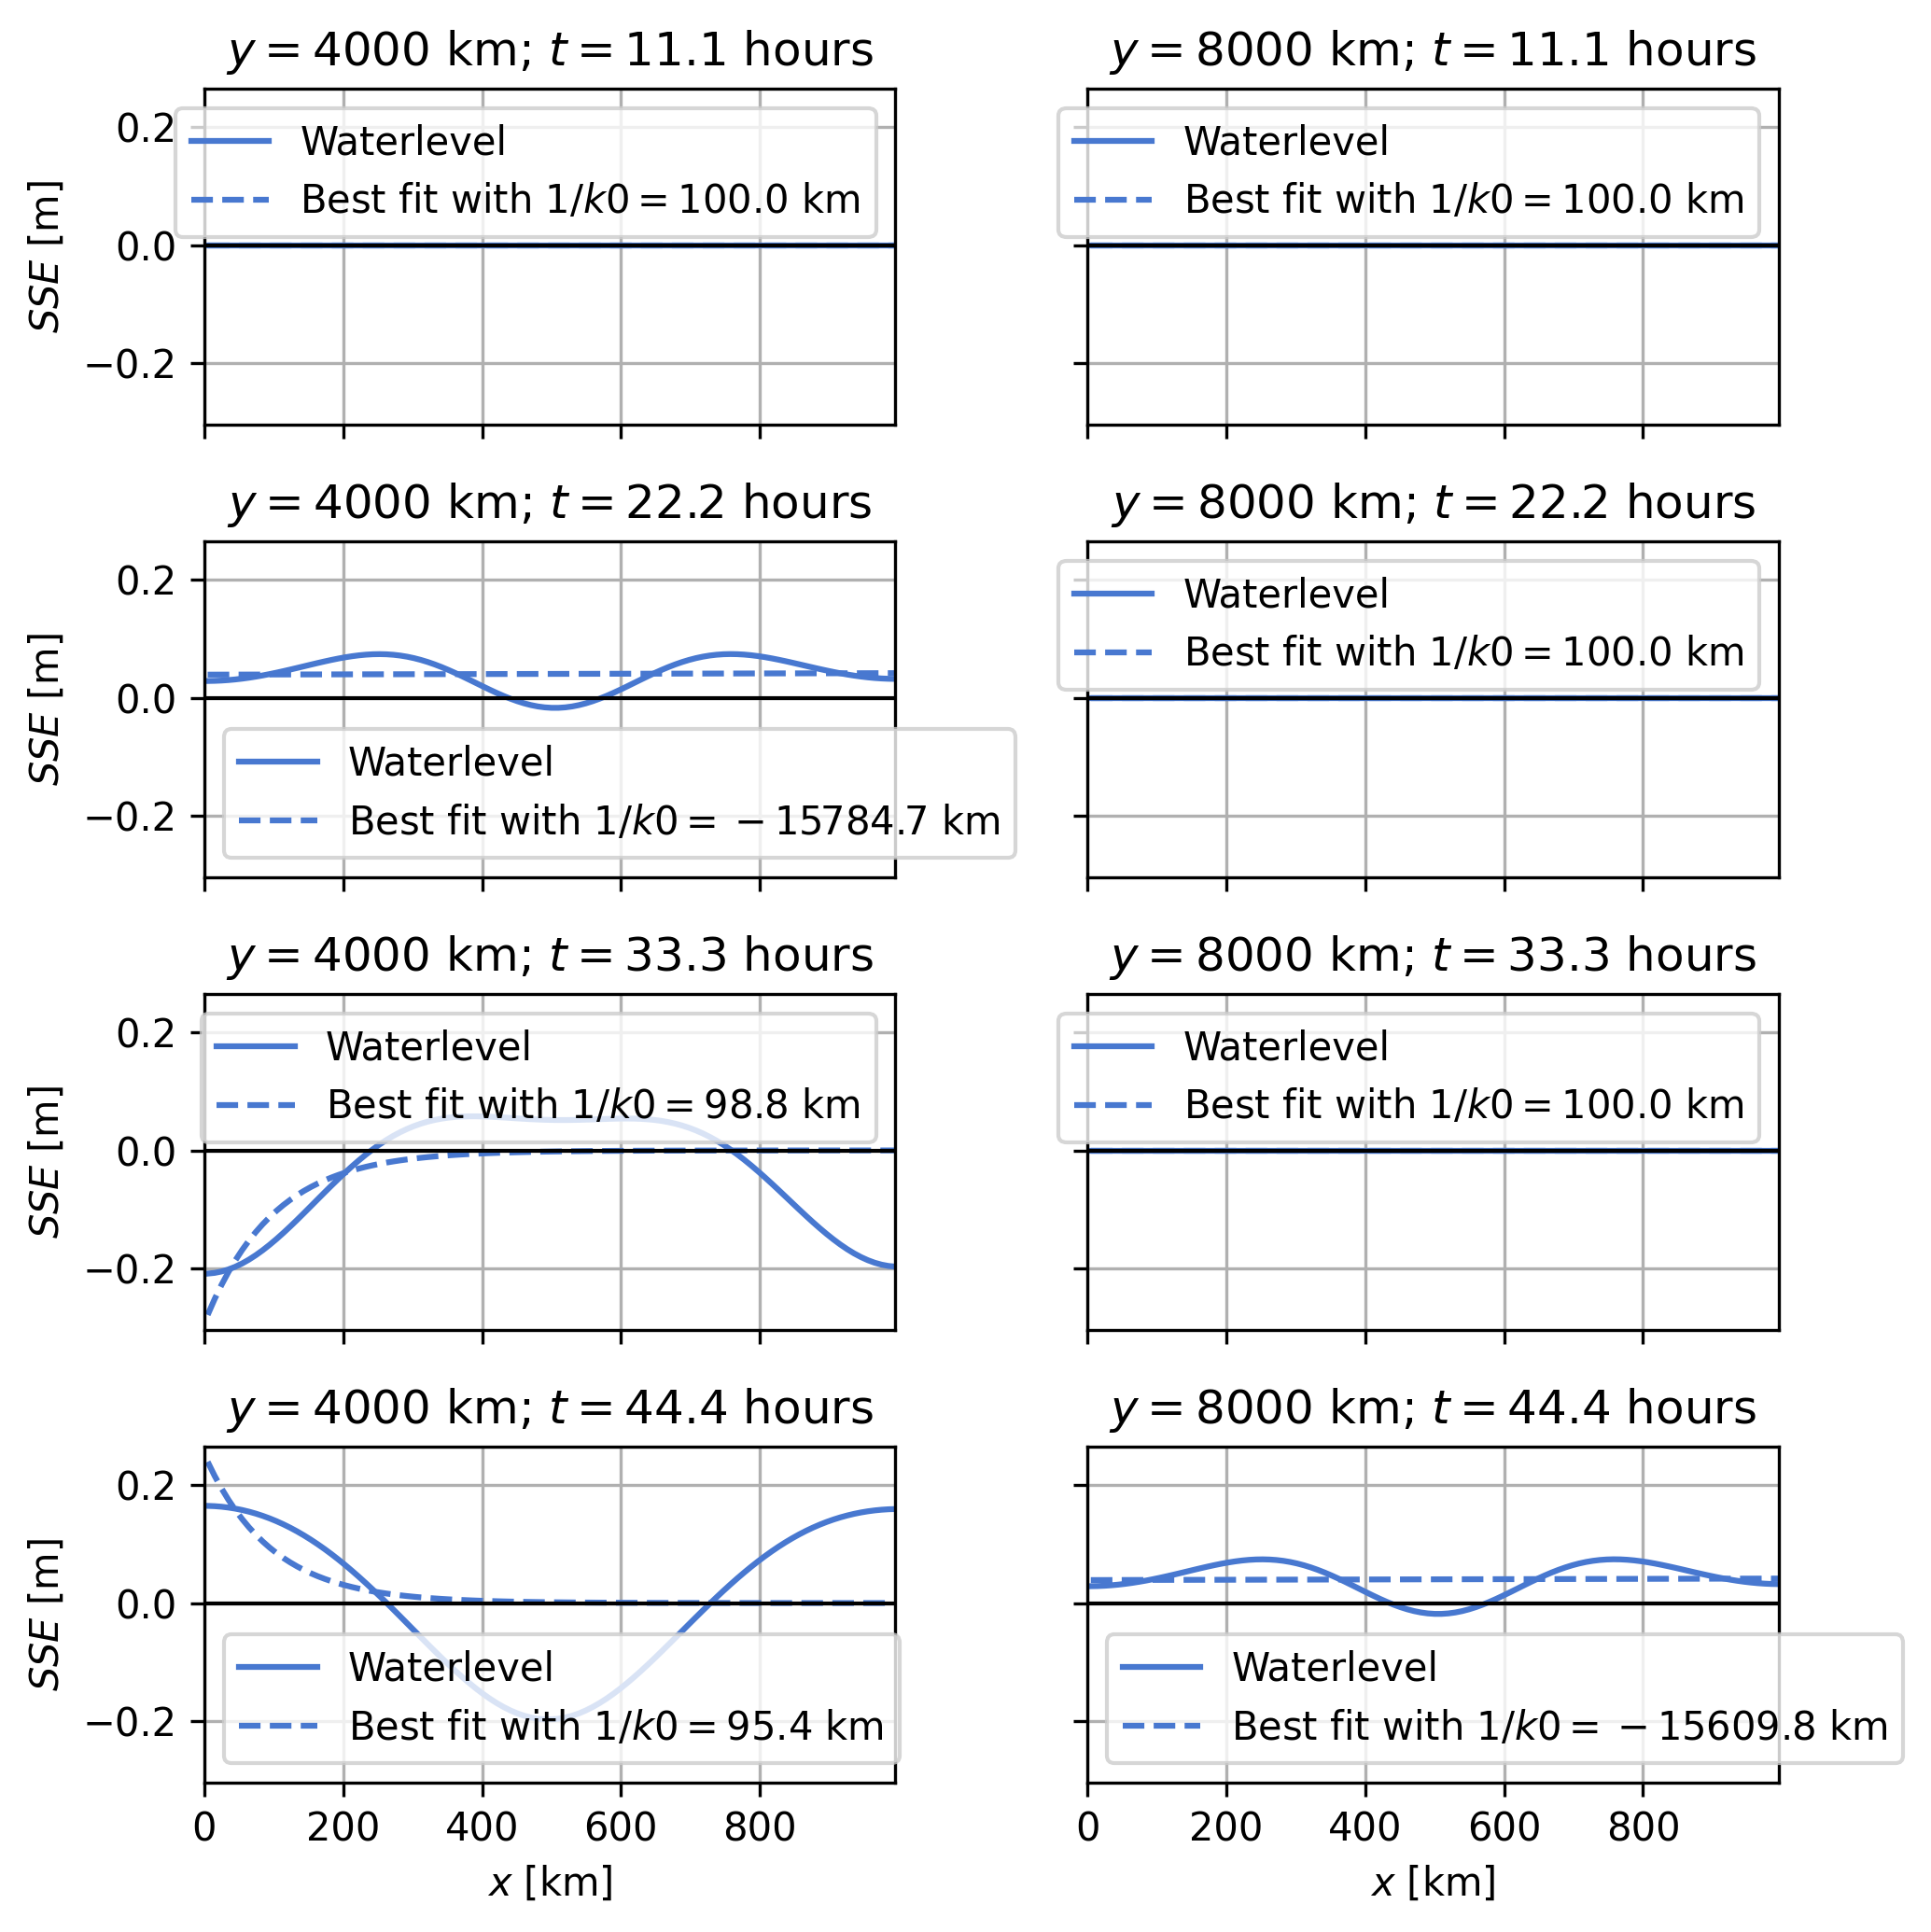 y = 4000 km; t = 11.1 hours
y = 8000 km; t = 11.1 hours
SSE [m]
0.2
0.0
−0.2
Waterlevel
Best fit with 1/k0 = 100.0 km
Waterlevel
Best fit with 1/k0 = 100.0 km
y = 4000 km; t = 22.2 hours
y = 8000 km; t = 22.2 hours
SSE [m]
0.2
0.0
−0.2
Waterlevel
Best fit with 1/k0 = −15784.7 km
Waterlevel
Best fit with 1/k0 = 100.0 km
y = 4000 km; t = 33.3 hours
y = 8000 km; t = 33.3 hours
SSE [m]
0.2
0.0
−0.2
Waterlevel
Best fit with 1/k0 = 98.8 km
Waterlevel
Best fit with 1/k0 = 100.0 km
y = 4000 km; t = 44.4 hours
y = 8000 km; t = 44.4 hours
SSE [m]
0.2
0.0
−0.2
Waterlevel
Best fit with 1/k0 = 95.4 km
Waterlevel
Best fit with 1/k0 = −15609.8 km
0 200 400 600 800
0 200 400 600 800
x [km]
x [km]